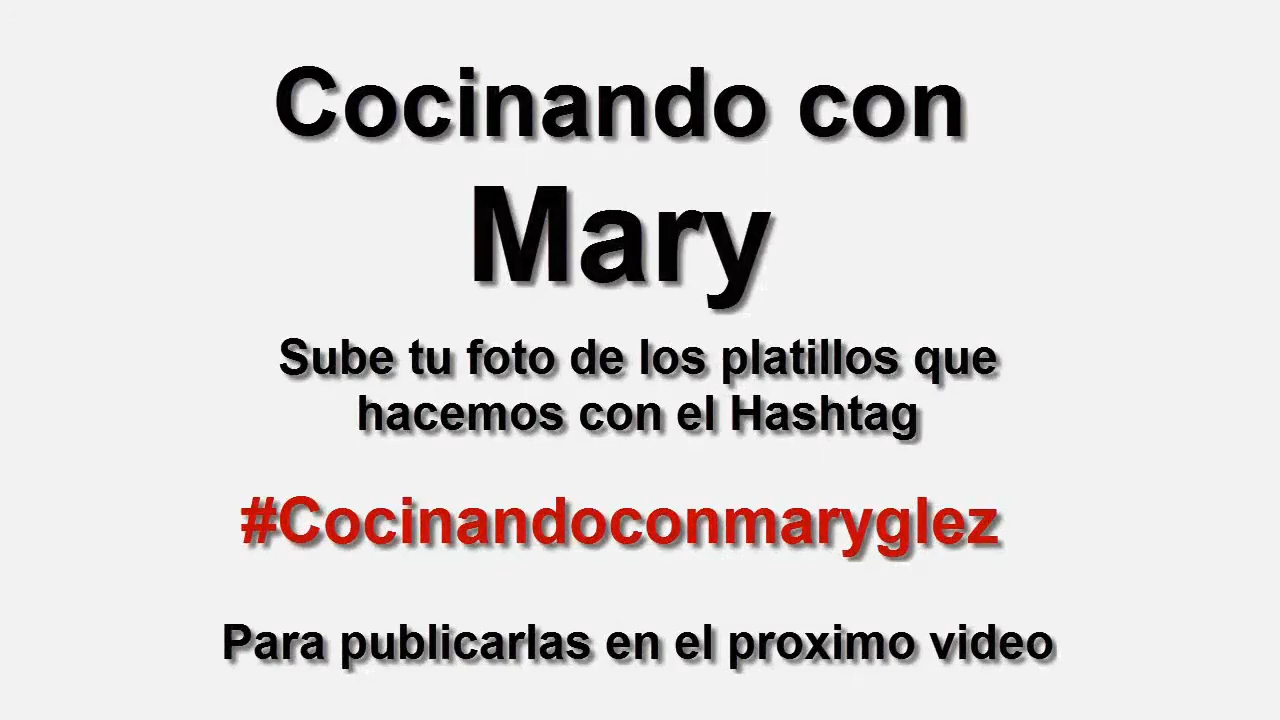 Cocinando con
Mary
Sube tu foto de los platillos que
hacemos con el Hashtag
#Cocinandoconmaryglez
Para publicarlas en el proximo video